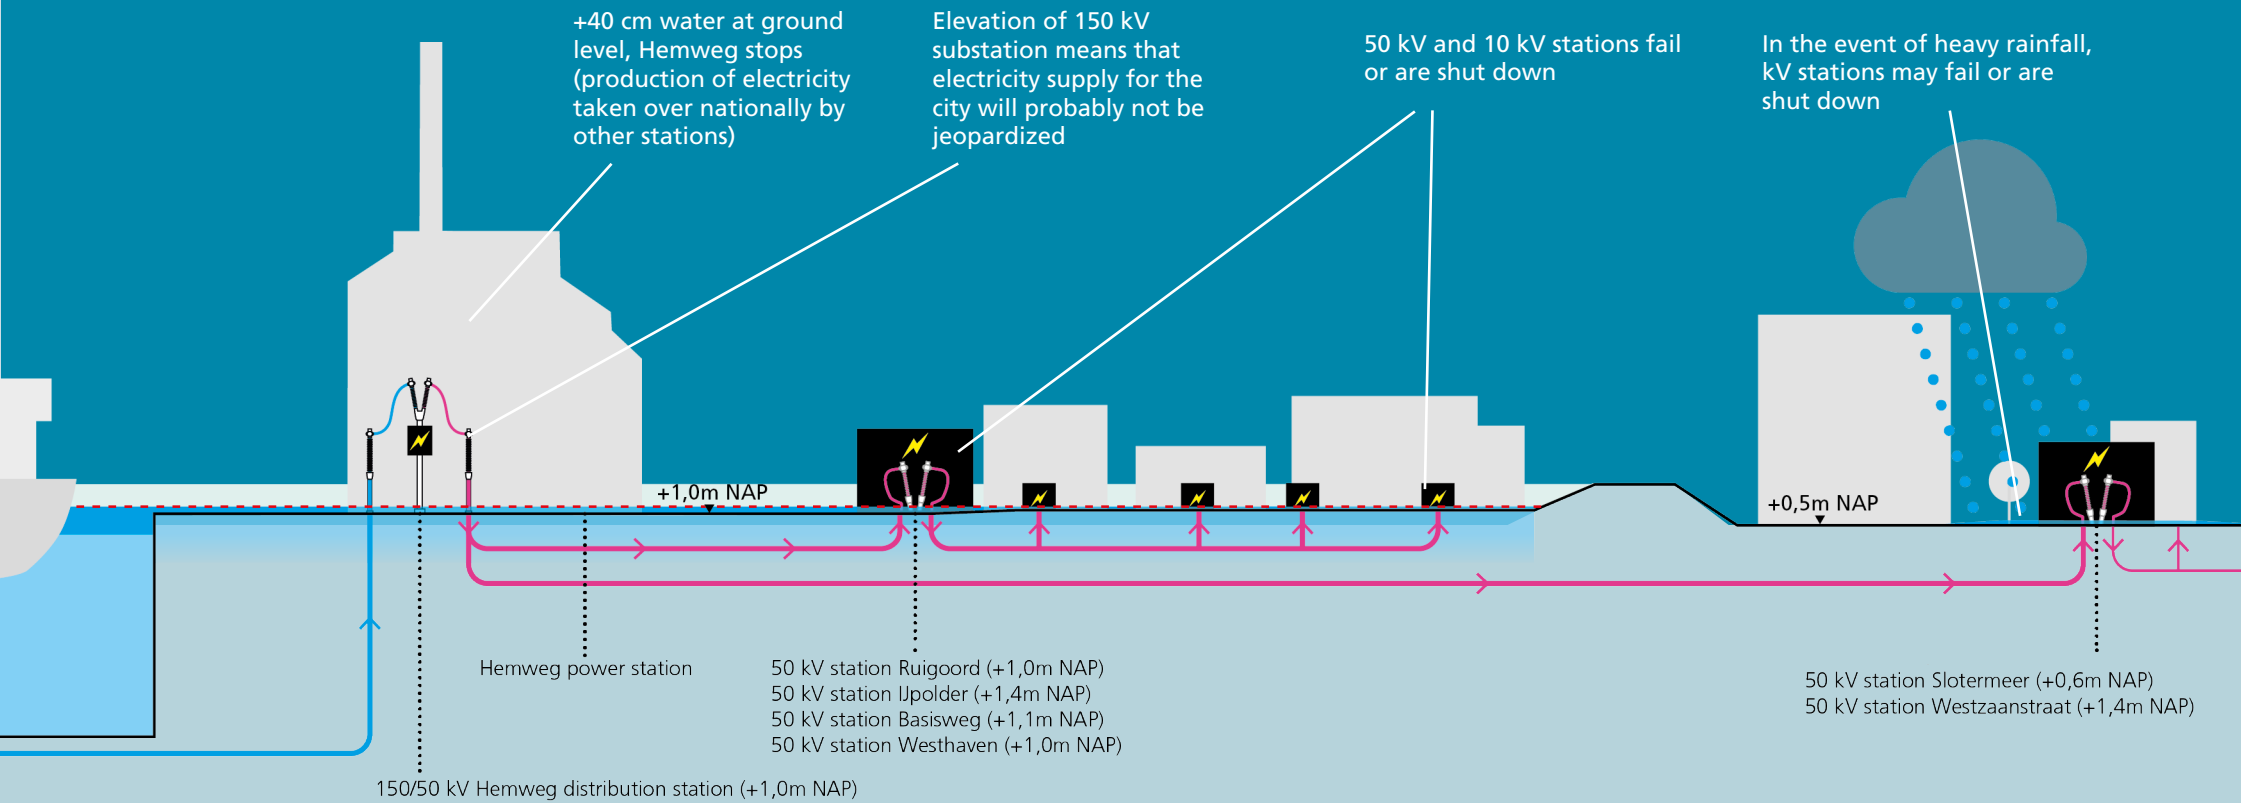 +40 cm water at ground
level, Hemweg stops
(production of electricity
taken over nationally by
other stations)
Elevation of 150 kV
substation means that
electricity supply for the
city will probably not be
jeopardized
50 kV and 10 kV stations fail
or are shut down
In the event of heavy rainfall,
kV stations may fail or are
shut down
+1,0m NAP
+0,5m NAP
Hemweg power station
50 kV station Ruigoord (+1,0m NAP)
50 kV station IJpolder (+1,4m NAP)
50 kV station Basisweg (+1,1m NAP)
50 kV station Westhaven (+1,0m NAP)
50 kV station Slotermeer (+0,6m NAP)
50 kV station Westzaanstraat (+1,4m NAP)
150/50 kV Hemweg distribution station (+1,0m NAP)